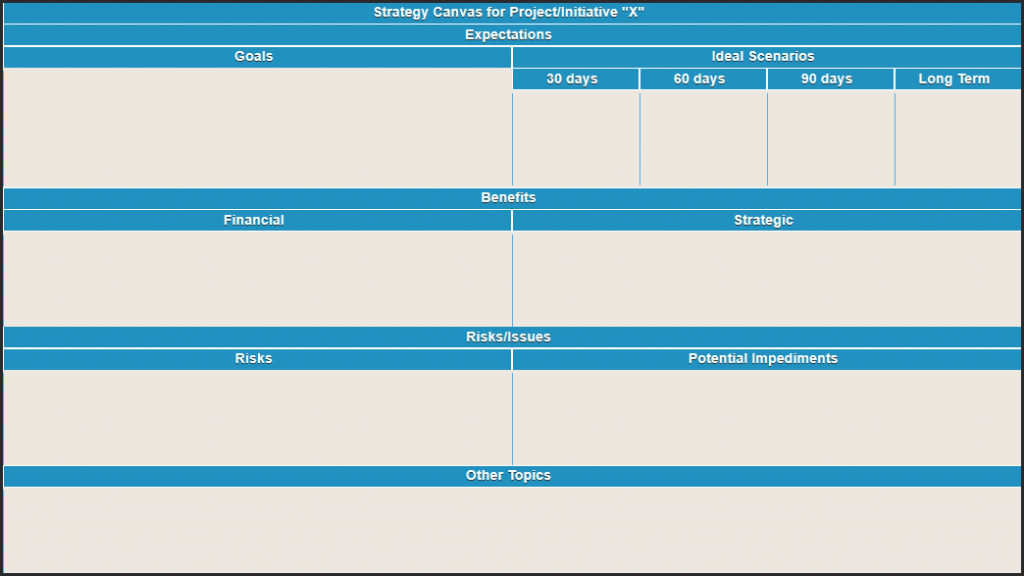 Strategy Canvas for Project/Initiative "X"
Expectations
Goals
Ideal Scenarios
30 days
60 days
90 days
Long Term
Benefits
Financial
Strategic
Risks/Issues
Risks
Potential Impediments
Other Topics